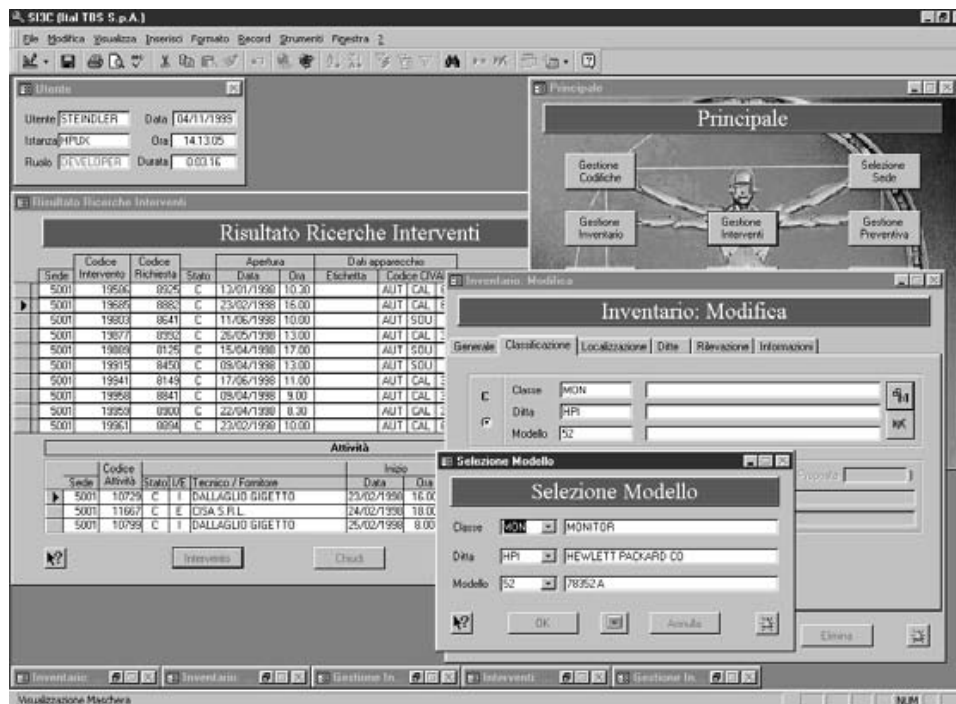 SI3C (Ital TBS S.p.A.)
File Modifica Visualizza Inserisci Formato Record Strumenti Finestra ?
Utente
Utente STEINDLER Data 04/11/1999
Istanza HPUX Ora 14.13.05
Ruolo DEVELOPER Durata 0.03.16
Principale
Principale
Gestione Codifiche
Selezione Sede
Gestione Inventario
Gestione Interventi
Gestione Preventiva
Risultato Ricerche Interventi
Risultato Ricerche Interventi
Codice Codice Apertura Dati apparecchio
Sede Intervento Richiesta Stato Data Ora Etichetta Codice CIVAB
5001 19506 8925 C 13/01/1998 10.30 AUT CAL
5001 19685 8882 C 23/02/1998 16.00 AUT CAL
5001 19803 8641 C 11/06/1998 10.00 AUT SOU
5001 19877 8992 C 26/05/1998 13.00 AUT CAL
5001 19889 8125 C 15/04/1998 17.00 AUT SOU
5001 19915 8450 C 09/04/1998 13.00 AUT SOU
5001 19941 8149 C 17/06/1998 11.00 AUT CAL
5001 19958 8841 C 09/04/1998 9.00 AUT CAL
5001 19959 8900 C 22/04/1998 8.30 AUT CAL
5001 19961 8894 C 23/02/1998 10.00 AUT CAL
Attività
Codice Inizio
Sede Attività Stato I/E Tecnico / Fornitore Data Ora
5001 10729 C I DALLAGLIO GIGETTO 23/02/1998 16.00
5001 11667 C E CISA S.R.L. 24/02/1998 18.00
5001 10799 C I DALLAGLIO GIGETTO 25/02/1998 8.00
Intervento Chiudi
Inventario: Modifica
Inventario: Modifica
Generale Classificazione Localizzazione Ditte Rilevazione Informazioni
Classe MON
Ditta HPI
Modello 52
Proposta
Selezione Modello
Selezione Modello
Classe MON MONITOR
Ditta HPI HEWLETT PACKARD CO
Modello 52 78352A
OK Annulla
Elimina
Inventario: Inventario: Gestione In. Interventi Gestione In.
Visualizzazione Maschera NUM